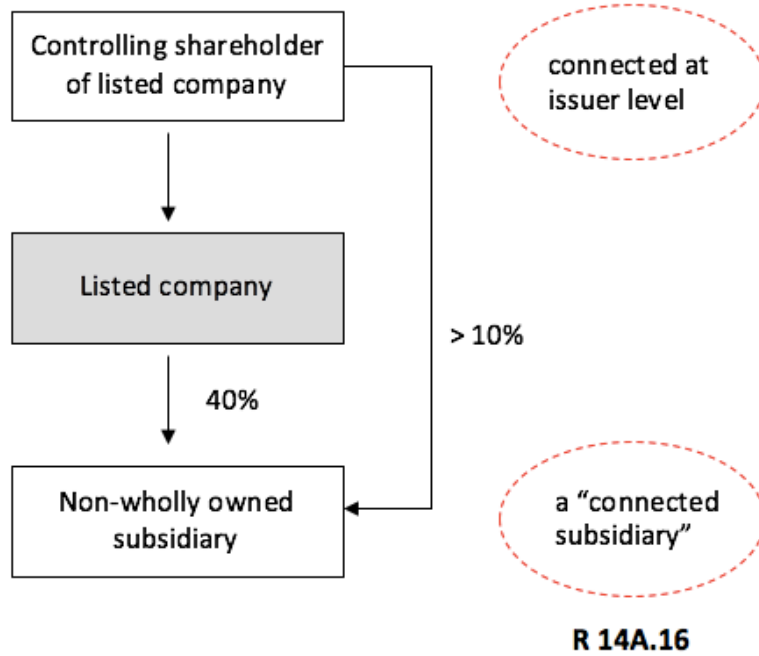 Controlling shareholder
of listed company
connected at
issuer level
Listed company
> 10%
40%
Non-wholly owned
subsidiary
a “connected
subsidiary”
R 14A.16